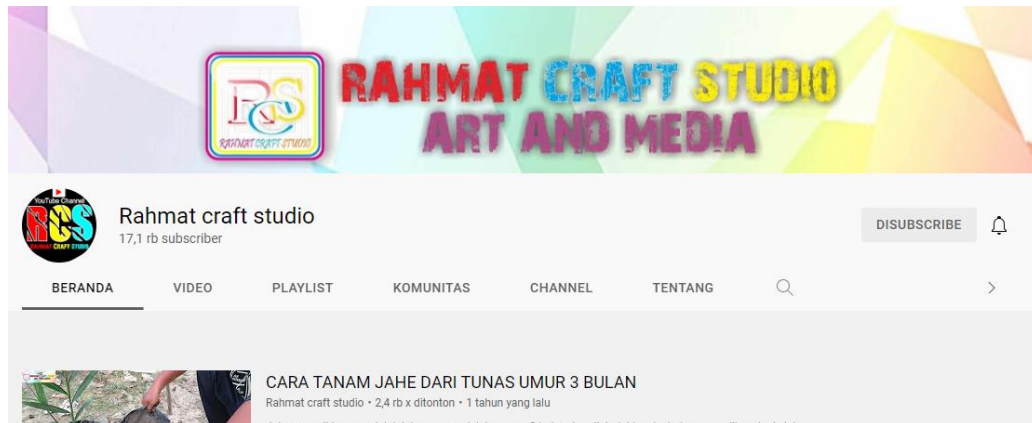 RCS
RAHMAT CRAFT STUDIO
RAHMAT CRAFT STUDIO
ART AND MEDIA
YouTube Channel
RCS
RAHMAT CRAFT STUDIO
Rahmat craft studio
17,1 rb subscriber
DISUBSCRIBE
BERANDA VIDEO PLAYLIST KOMUNITAS CHANNEL TENTANG
CARA TANAM JAHE DARI TUNAS UMUR 3 BULAN
Rahmat craft studio • 2,4 rb x ditonton • 1 tahun yang lalu